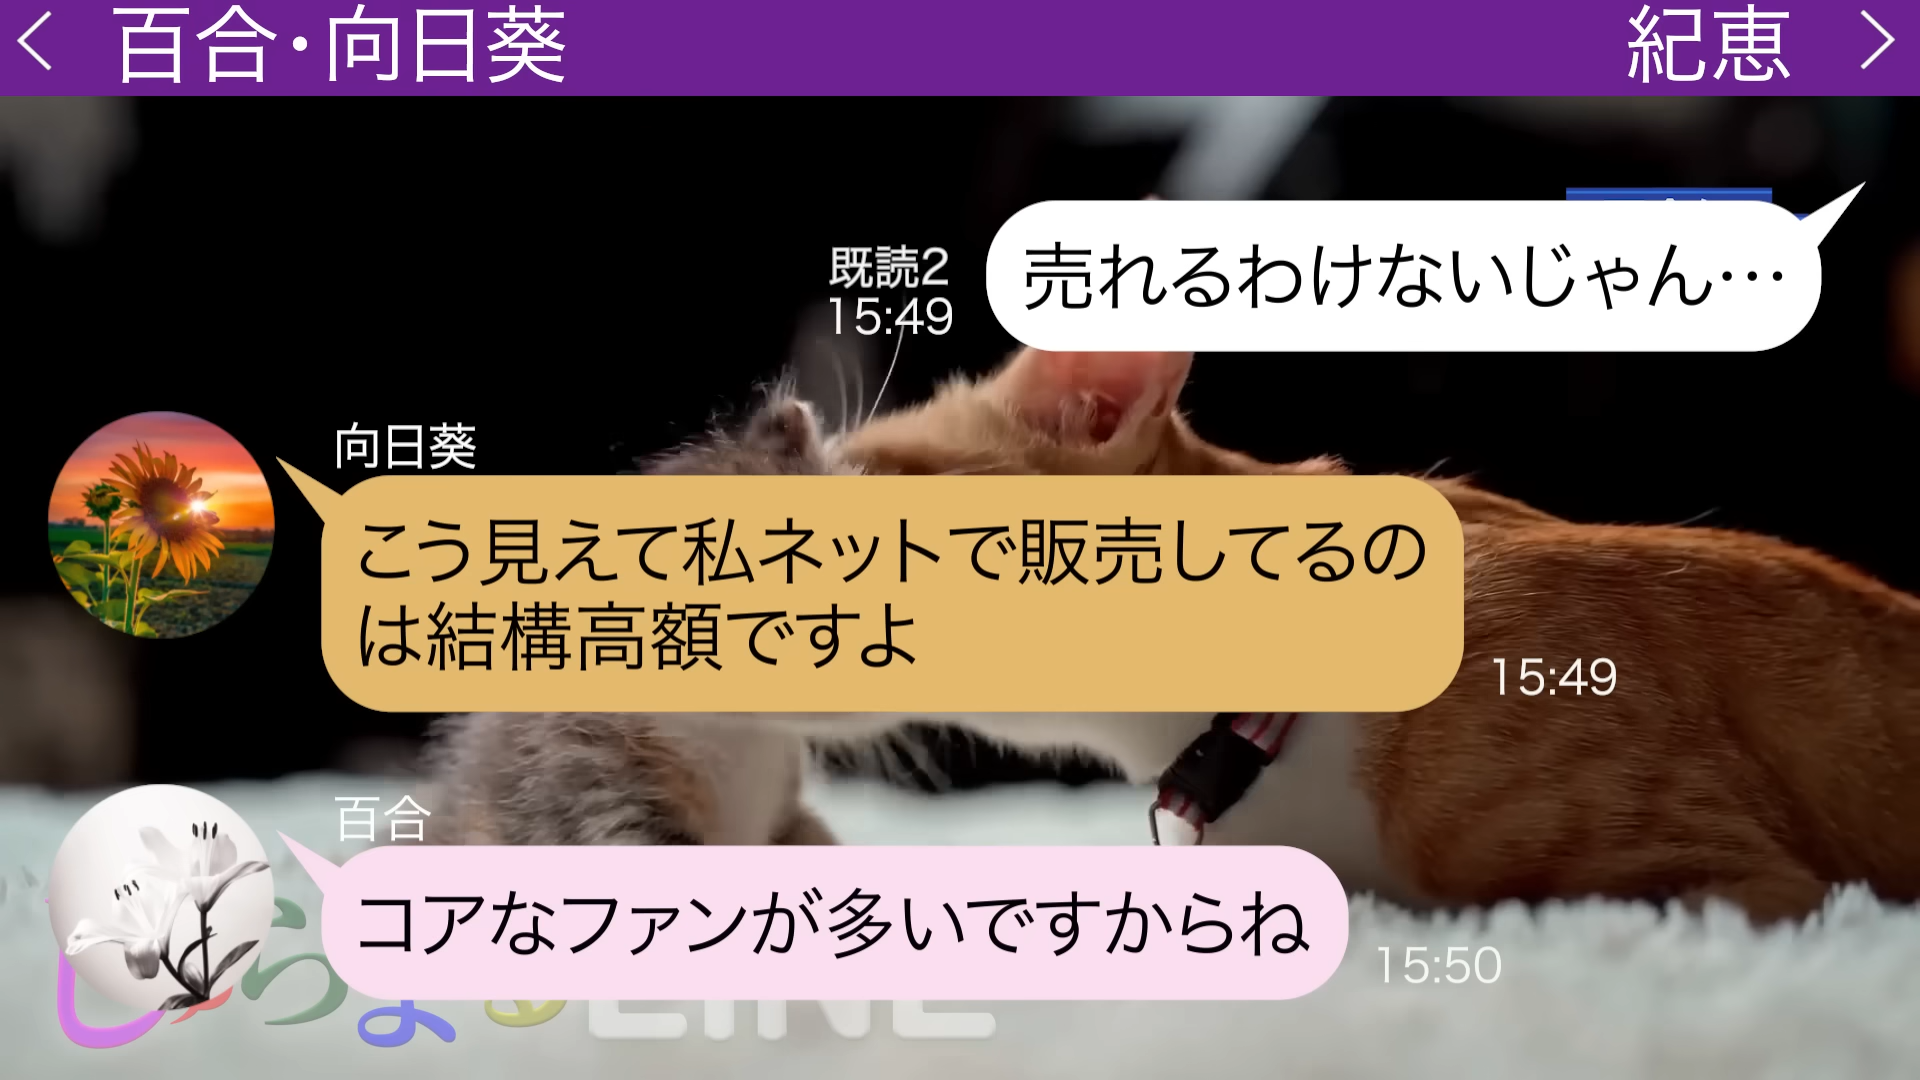 百合・向日葵
紀恵
売れるわけないじゃん…
既読2
15:49
向日葵
こう見えて私ネットで販売してるの
は結構高額ですよ
15:49
百合
コアなファンが多いですからね
15:50